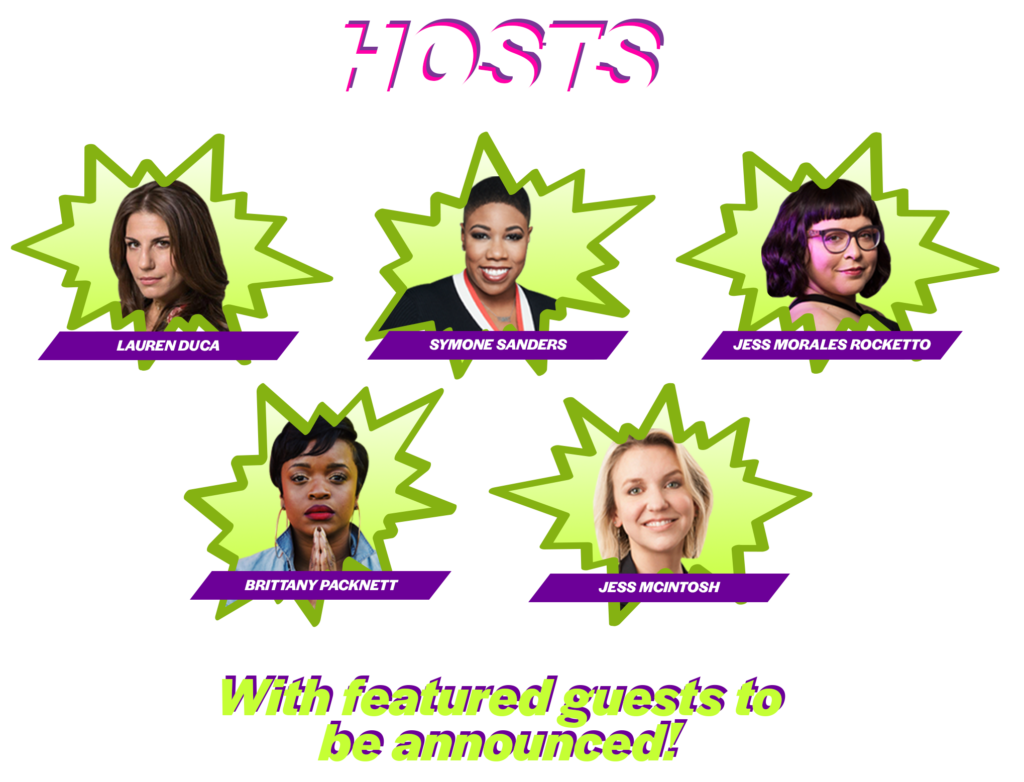 HOSTS
LAUREN DUCA
SYMONE SANDERS
JESS MORALES ROCKETTO
BRITTANY PACKNETT
JESS MCINTOSH
With featured guests to
be announced!